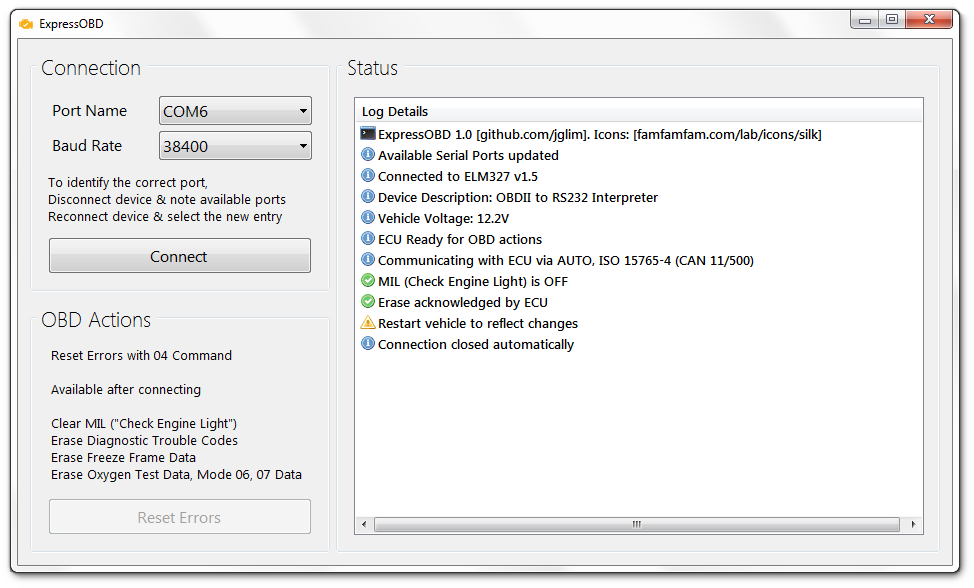 ExpressOBD
Connection
Port Name
COM6
Baud Rate
38400
To identify the correct port,
Disconnect device & note available ports
Reconnect device & select the new entry
Connect
OBD Actions
Reset Errors with 04 Command
Available after connecting
Clear MIL ("Check Engine Light")
Erase Diagnostic Trouble Codes
Erase Freeze Frame Data
Erase Oxygen Test Data, Mode 06, 07 Data
Reset Errors
Status
Log Details
ExpressOBD 1.0 [github.com/jglim]. Icons: [famfamfam.com/lab/icons/silk]
Available Serial Ports updated
Connected to ELM327 v1.5
Device Description: OBDII to RS232 Interpreter
Vehicle Voltage: 12.2V
ECU Ready for OBD actions
Communicating with ECU via AUTO, ISO 15765-4 (CAN 11/500)
MIL (Check Engine Light) is OFF
Erase acknowledged by ECU
Restart vehicle to reflect changes
Connection closed automatically